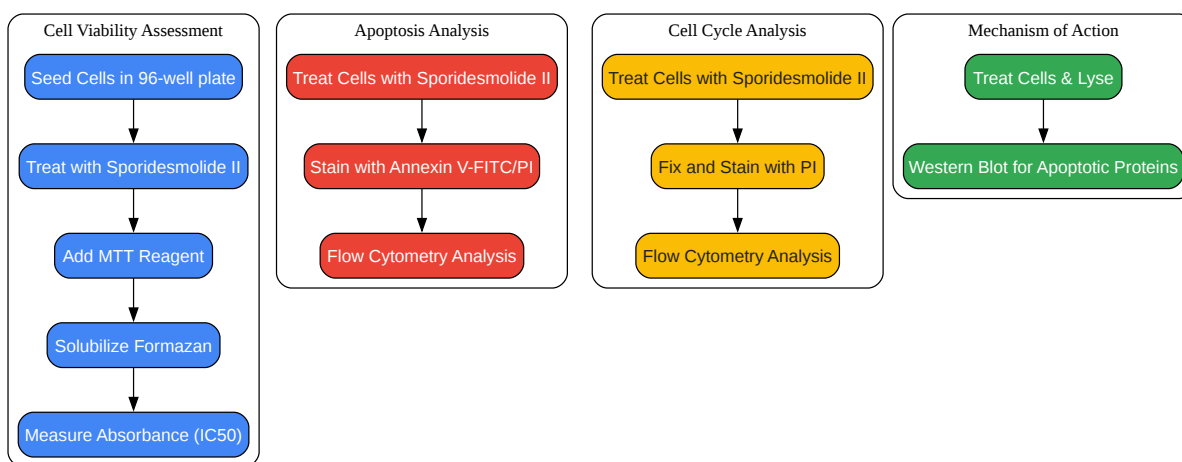 Cell Viability Assessment
Seed Cells in 96-well plate
Treat with Sporidesmolide II
Add MTT Reagent
Solubilize Formazan
Measure Absorbance (IC50)
Apoptosis Analysis
Treat Cells with Sporidesmolide II
Stain with Annexin V-FITC/PI
Flow Cytometry Analysis
Cell Cycle Analysis
Treat Cells with Sporidesmolide II
Fix and Stain with PI
Flow Cytometry Analysis
Mechanism of Action
Treat Cells & Lyse
Western Blot for Apoptotic Proteins